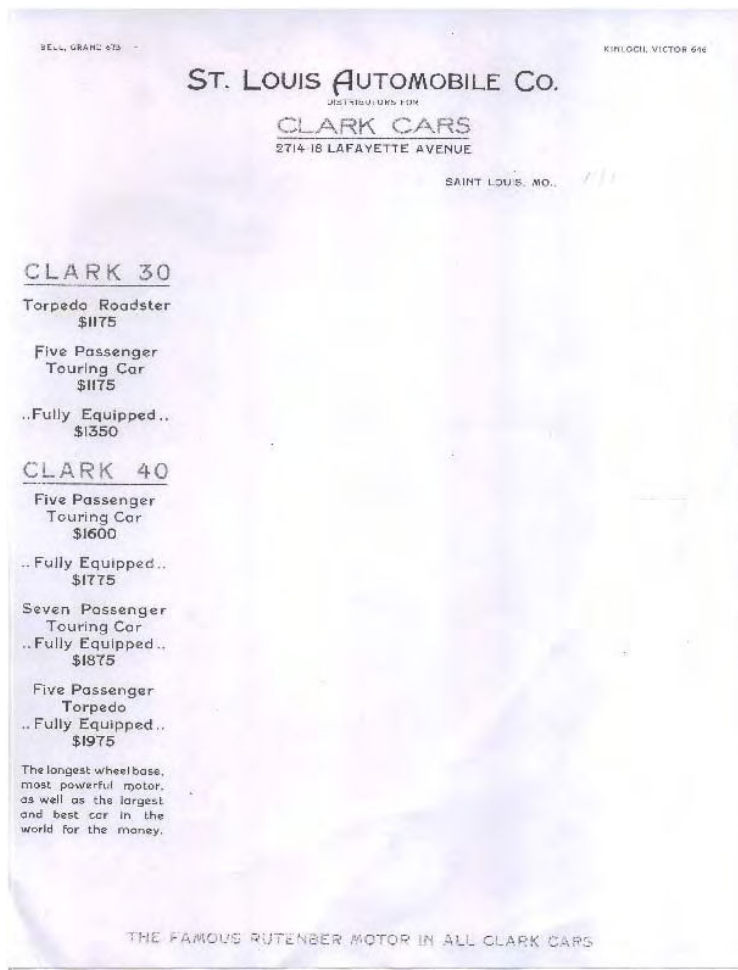 BELL, GRAND 675
KINLOCH, VICTOR 646
ST. LOUIS AUTOMOBILE CO.
DISTRIBUTORS FOR
CLARK CARS
2714-18 LAFAYETTE AVENUE
SAINT LOUIS, MO.,
CLARK 30
Torpedo Roadster
$1175
Five Passenger
Touring Car
$1175
..Fully Equipped..
$1350
CLARK 40
Five Passenger
Touring Car
$1600
..Fully Equipped..
$1775
Seven Passenger
Touring Car
..Fully Equipped..
$1875
Five Passenger
Torpedo
..Fully Equipped..
$1975
The longest wheel base,
most powerful motor,
as well as the largest
and best car in the
world for the money.
THE FAMOUS RUTENBER MOTOR IN ALL CLARK CARS